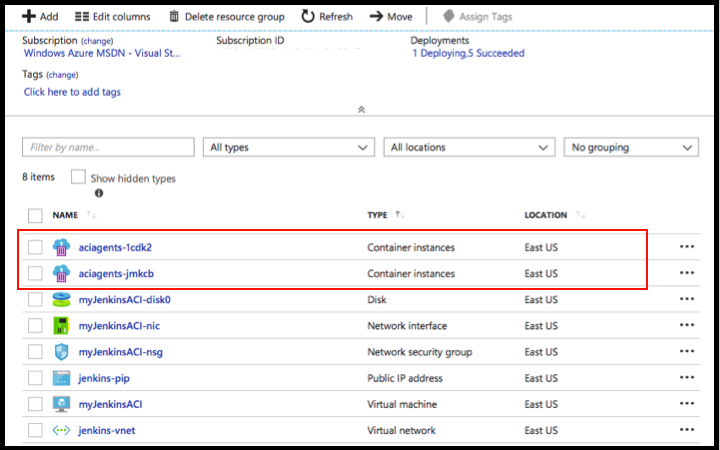 Add Edit columns Delete resource group Refresh Move Assign Tags
Subscription (change) Subscription ID Deployments
Windows Azure MSDN - Visual St... 1 Deploying,5 Succeeded
Tags (change)
Click here to add tags
Filter by name... All types All locations No grouping
8 items Show hidden types
NAME TYPE LOCATION
aciagents-1cdk2 Container instances East US
aciagents-jmkcb Container instances East US
myJenkinsACI-disk0 Disk East US
myJenkinsACI-nic Network interface East US
myJenkinsACI-nsg Network security group East US
jenkins-pip Public IP address East US
myJenkinsACI Virtual machine East US
jenkins-vnet Virtual network East US